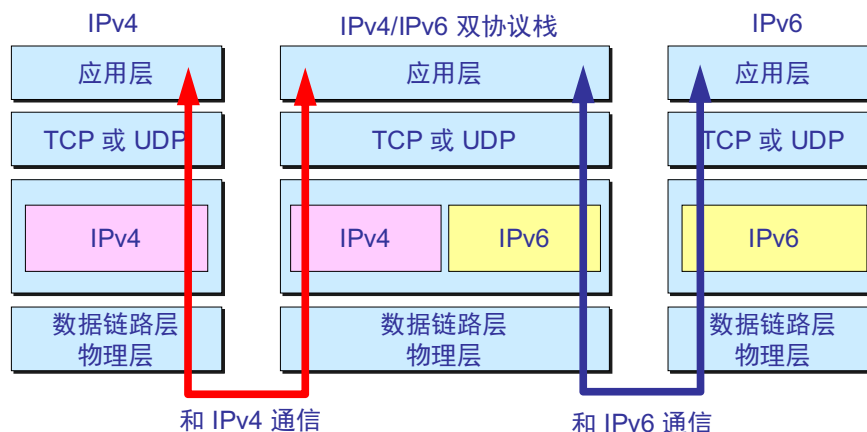 IPv4
IPv4/IPv6 双协议栈
IPv6
应用层
应用层
应用层
TCP 或 UDP
TCP 或 UDP
TCP 或 UDP
IPv4
IPv4
IPv6
IPv6
数据链路层
物理层
数据链路层
物理层
数据链路层
物理层
和 IPv4 通信
和 IPv6 通信